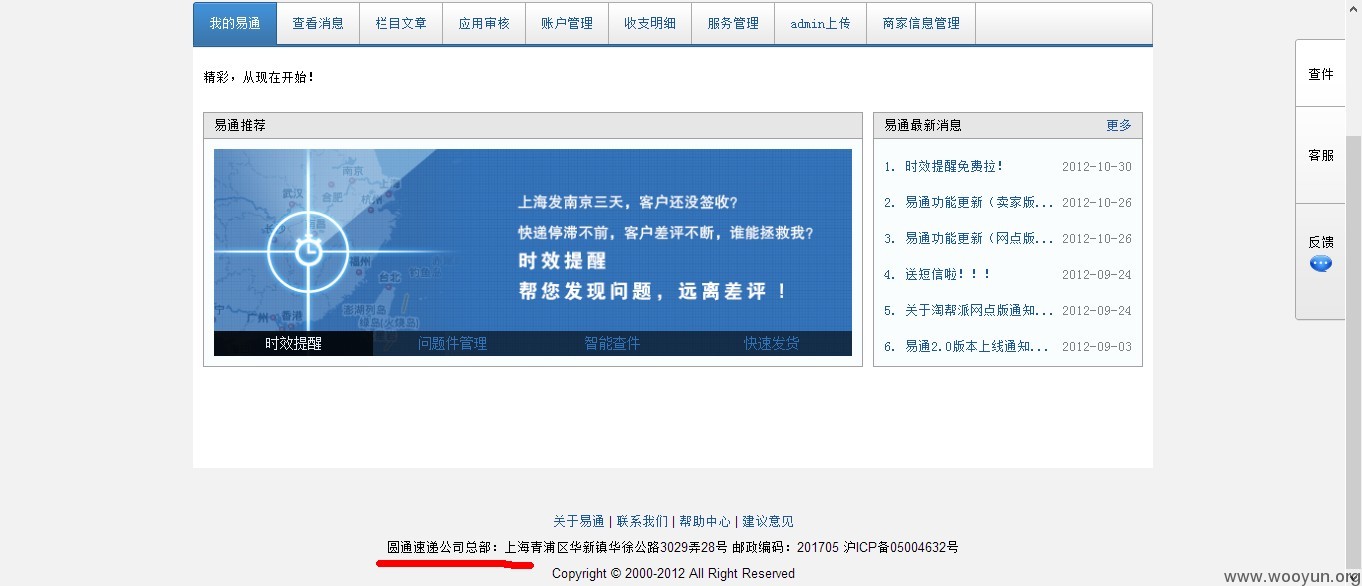 我的易通 查看消息 栏目文章 应用审核 账户管理 收支明细 服务管理 admin上传 商家信息管理
精彩，从现在开始！
易通推荐
南京
上海
武汉
合肥
杭州
长沙
南昌
福州
台北
钓鱼岛
赤尾
澎湖列岛
绿岛(火烧岛)
广州
香港
上海发南京三天，客户还没签收？
快递停滞不前，客户差评不断，谁能拯救我？
时效提醒
帮您发现问题，远离差评！
时效提醒 问题件管理 智能查件 快速发货
易通最新消息 更多
1. 时效提醒免费拉！ 2012-10-30
2. 易通功能更新（卖家版... 2012-10-26
3. 易通功能更新（网点版... 2012-10-26
4. 送短信啦！！！ 2012-09-24
5. 关于淘帮派网点版通知... 2012-09-24
6. 易通2.0版本上线通知... 2012-09-03
查件
客服
反馈
关于易通 | 联系我们 | 帮助中心 | 建议意见
圆通速递公司总部：上海青浦区华新镇华徐公路3029弄28号 邮政编码：201705 沪ICP备05004632号
Copyright © 2000-2012 All Right Reserved
www.wooyun.org